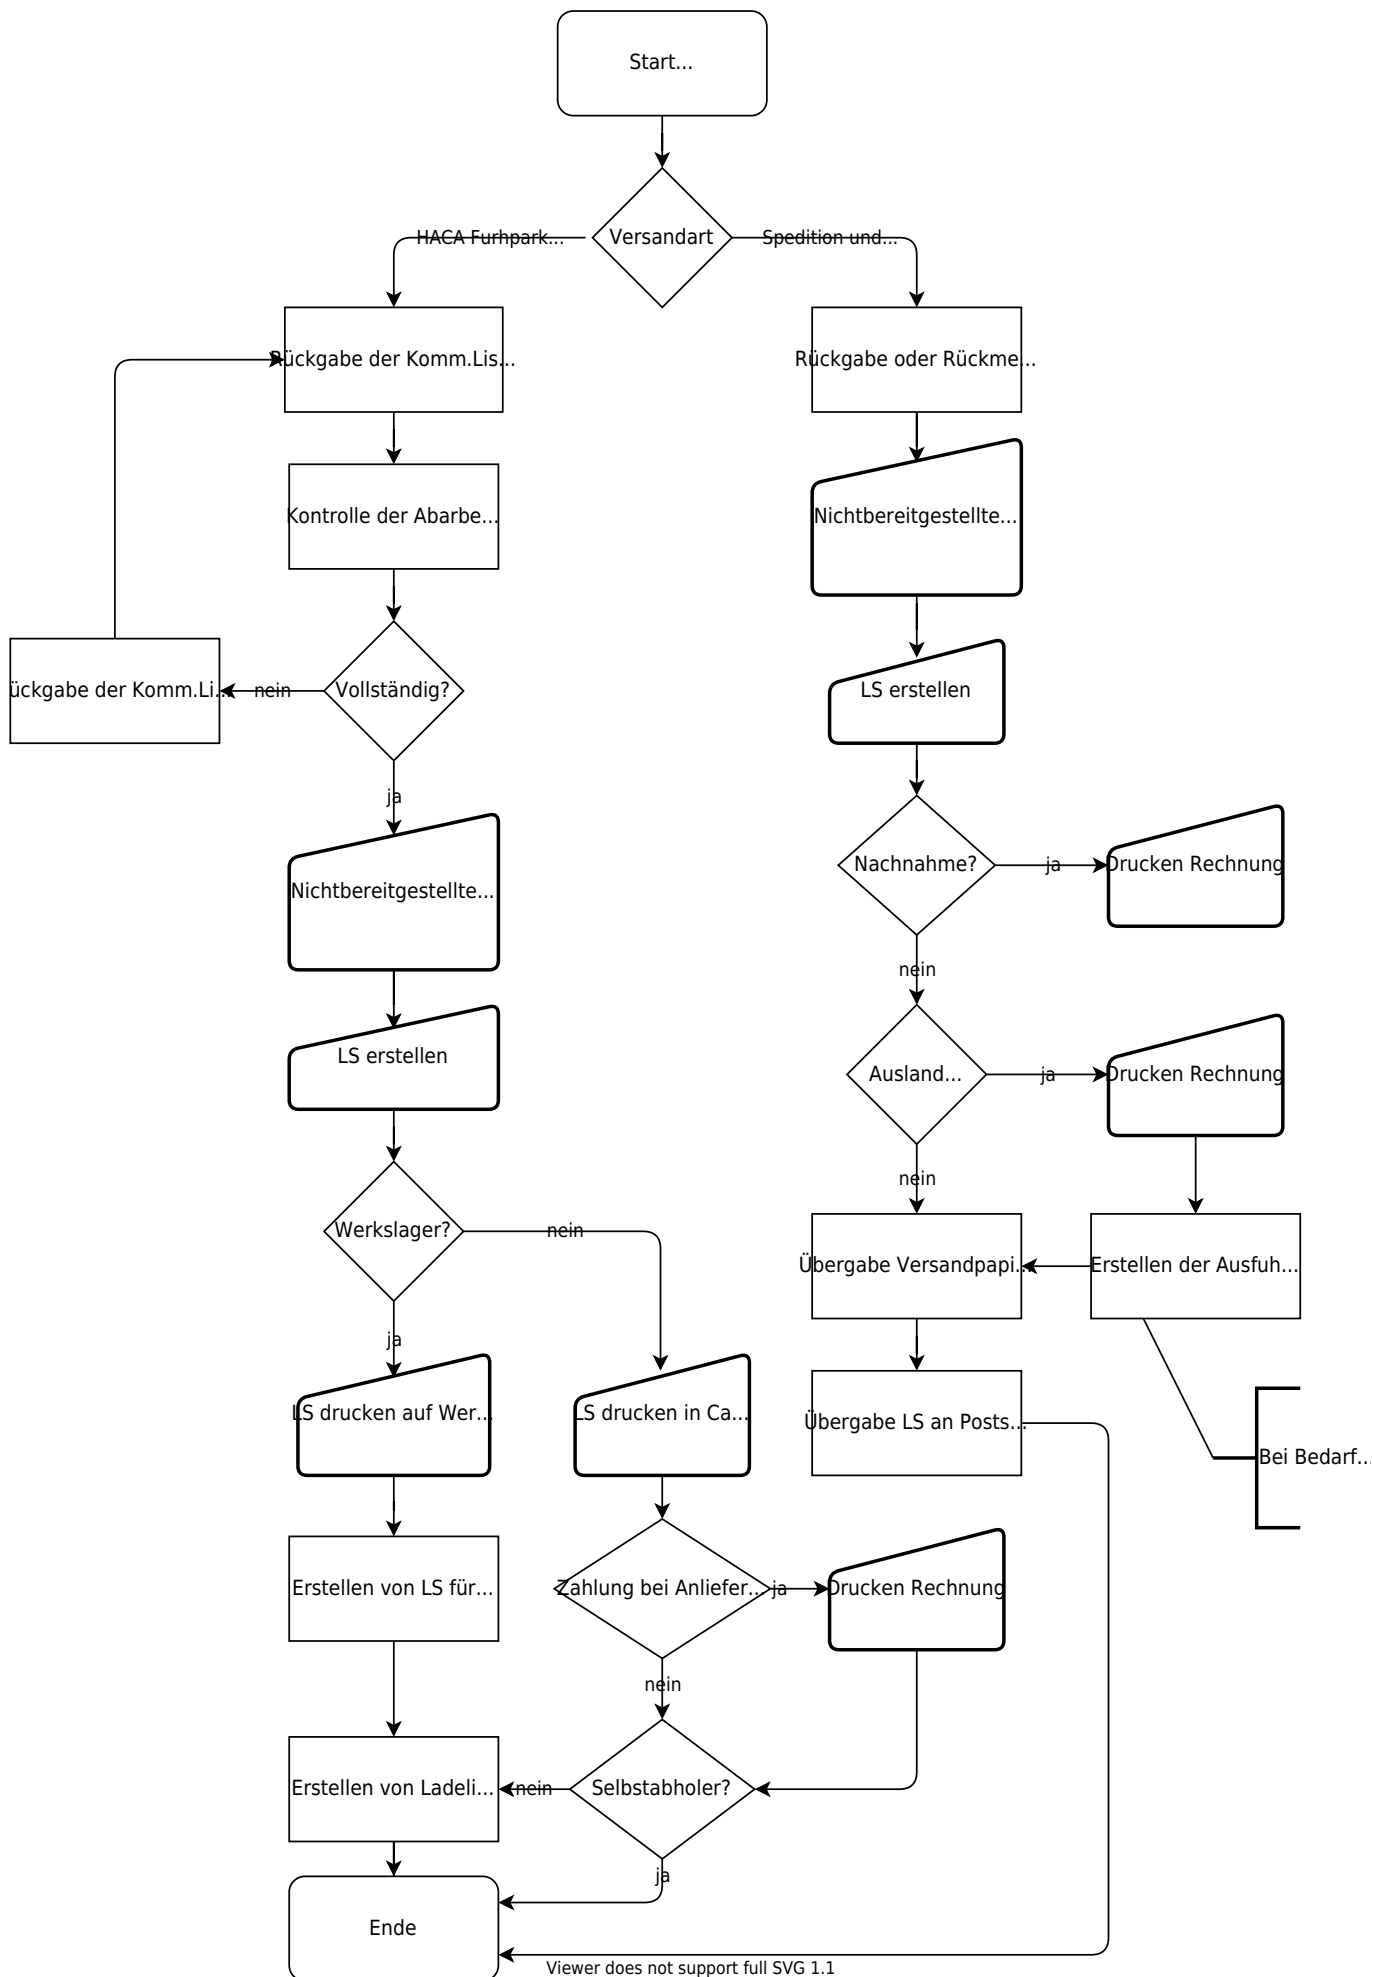 Start...
Versandart
HACA Furhpark...
Spedition und...
Rückgabe der Komm.Lis...
Rückgabe oder Rückme...
Kontrolle der Abarbe...
Nichtbereitgestellte...
ückgabe der Komm.Li...
nein
Vollständig?
LS erstellen
ja
Nichtbereitgestellte...
Nachnahme?
ja
Drucken Rechnung
nein
LS erstellen
Ausland...
ja
Drucken Rechnung
nein
Werkslager?
nein
Übergabe Versandpapi...
Erstellen der Ausfuh...
ja
LS drucken auf Wer...
LS drucken in Ca...
Übergabe LS an Posts...
Bei Bedarf...
Erstellen von LS für...
Zahlung bei Anliefer...
ja
Drucken Rechnung
nein
Erstellen von Ladeli...
nein
Selbstabholer?
ja
Ende
Viewer does not support full SVG 1.1